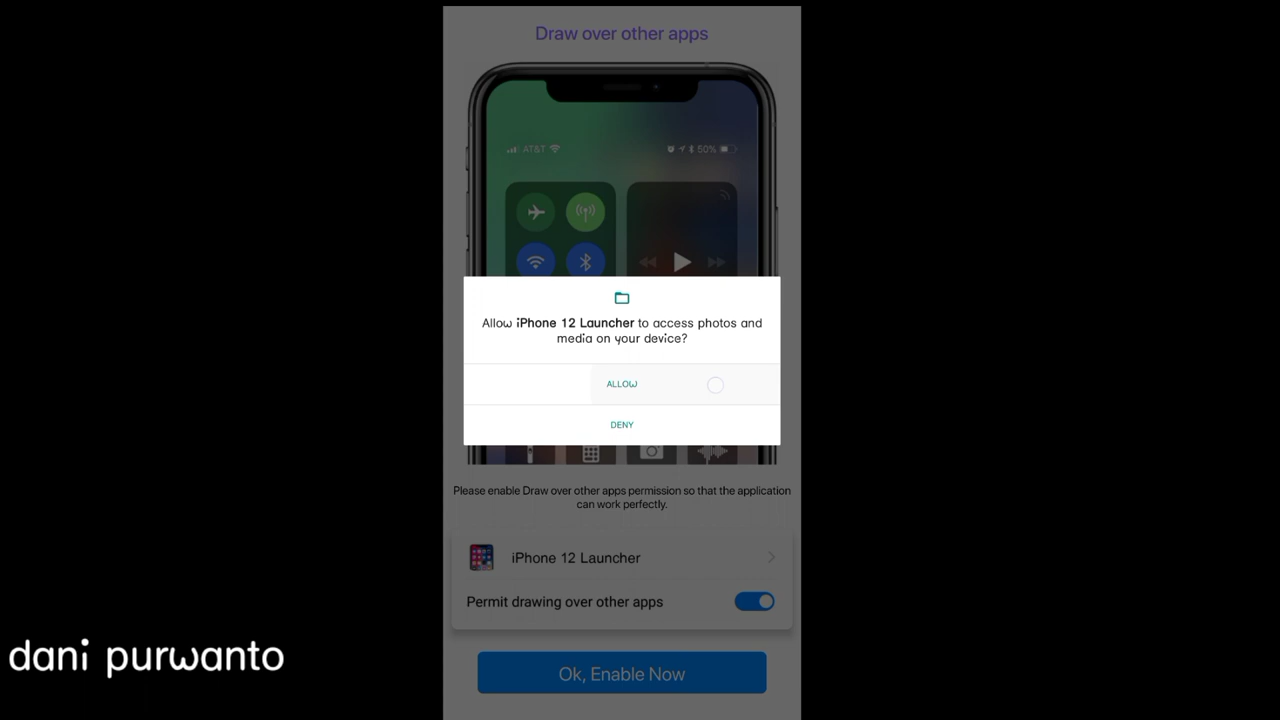 Draw over other apps
AT&T
50%
Allow iPhone 12 Launcher to access photos and
media on your device?
ALLOW
DENY
Please enable Draw over other apps permission so that the application
can work perfectly.
iPhone 12 Launcher
Permit drawing over other apps
dani purwanto
Ok, Enable Now